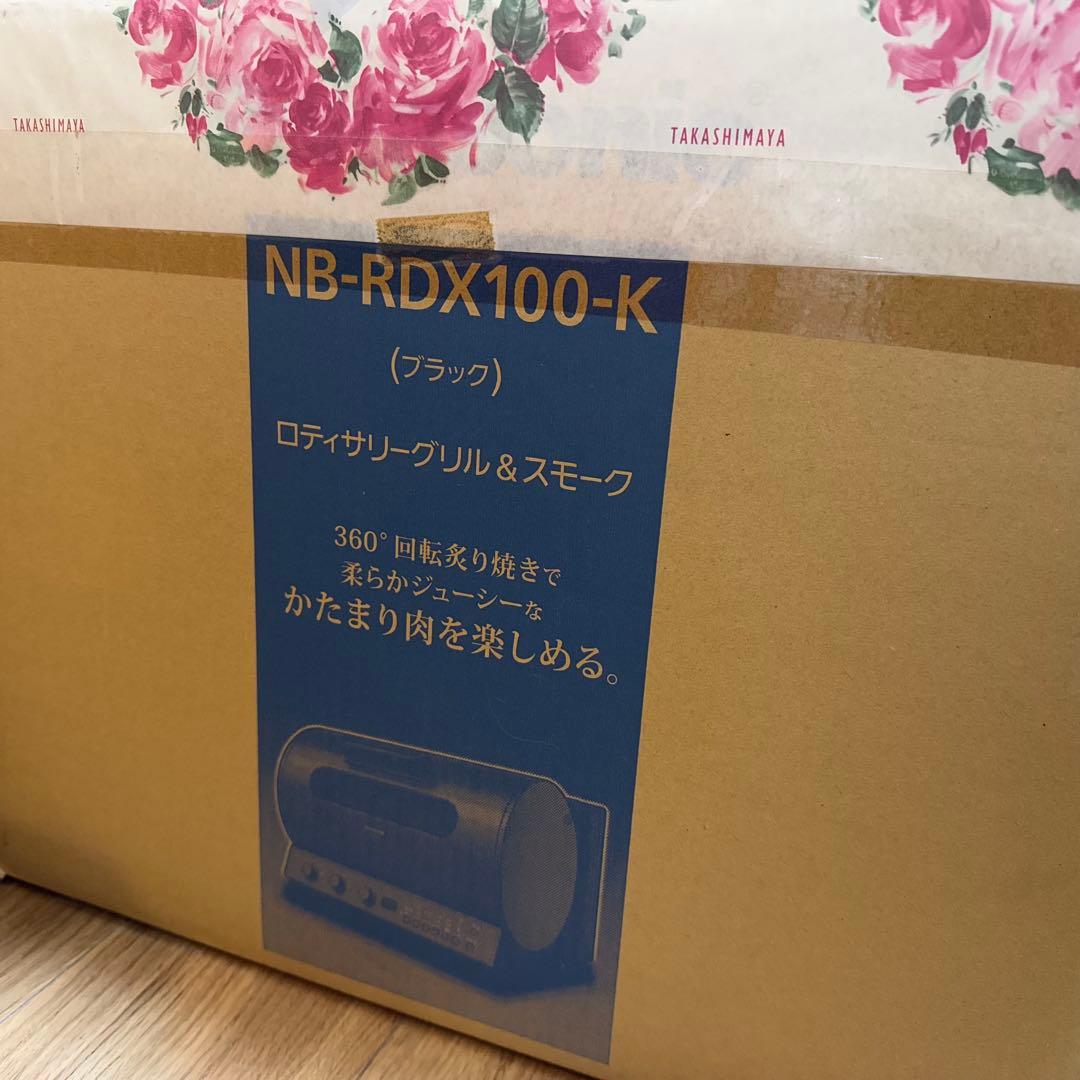 TAKASHIMAYA
TAKASHIMAYA
NB-RDX100-K
(ブラック)
ロティサリーグリル&スモーク
360°回転炙り焼きで
柔らかジューシーな
かたまり肉を楽しめる。